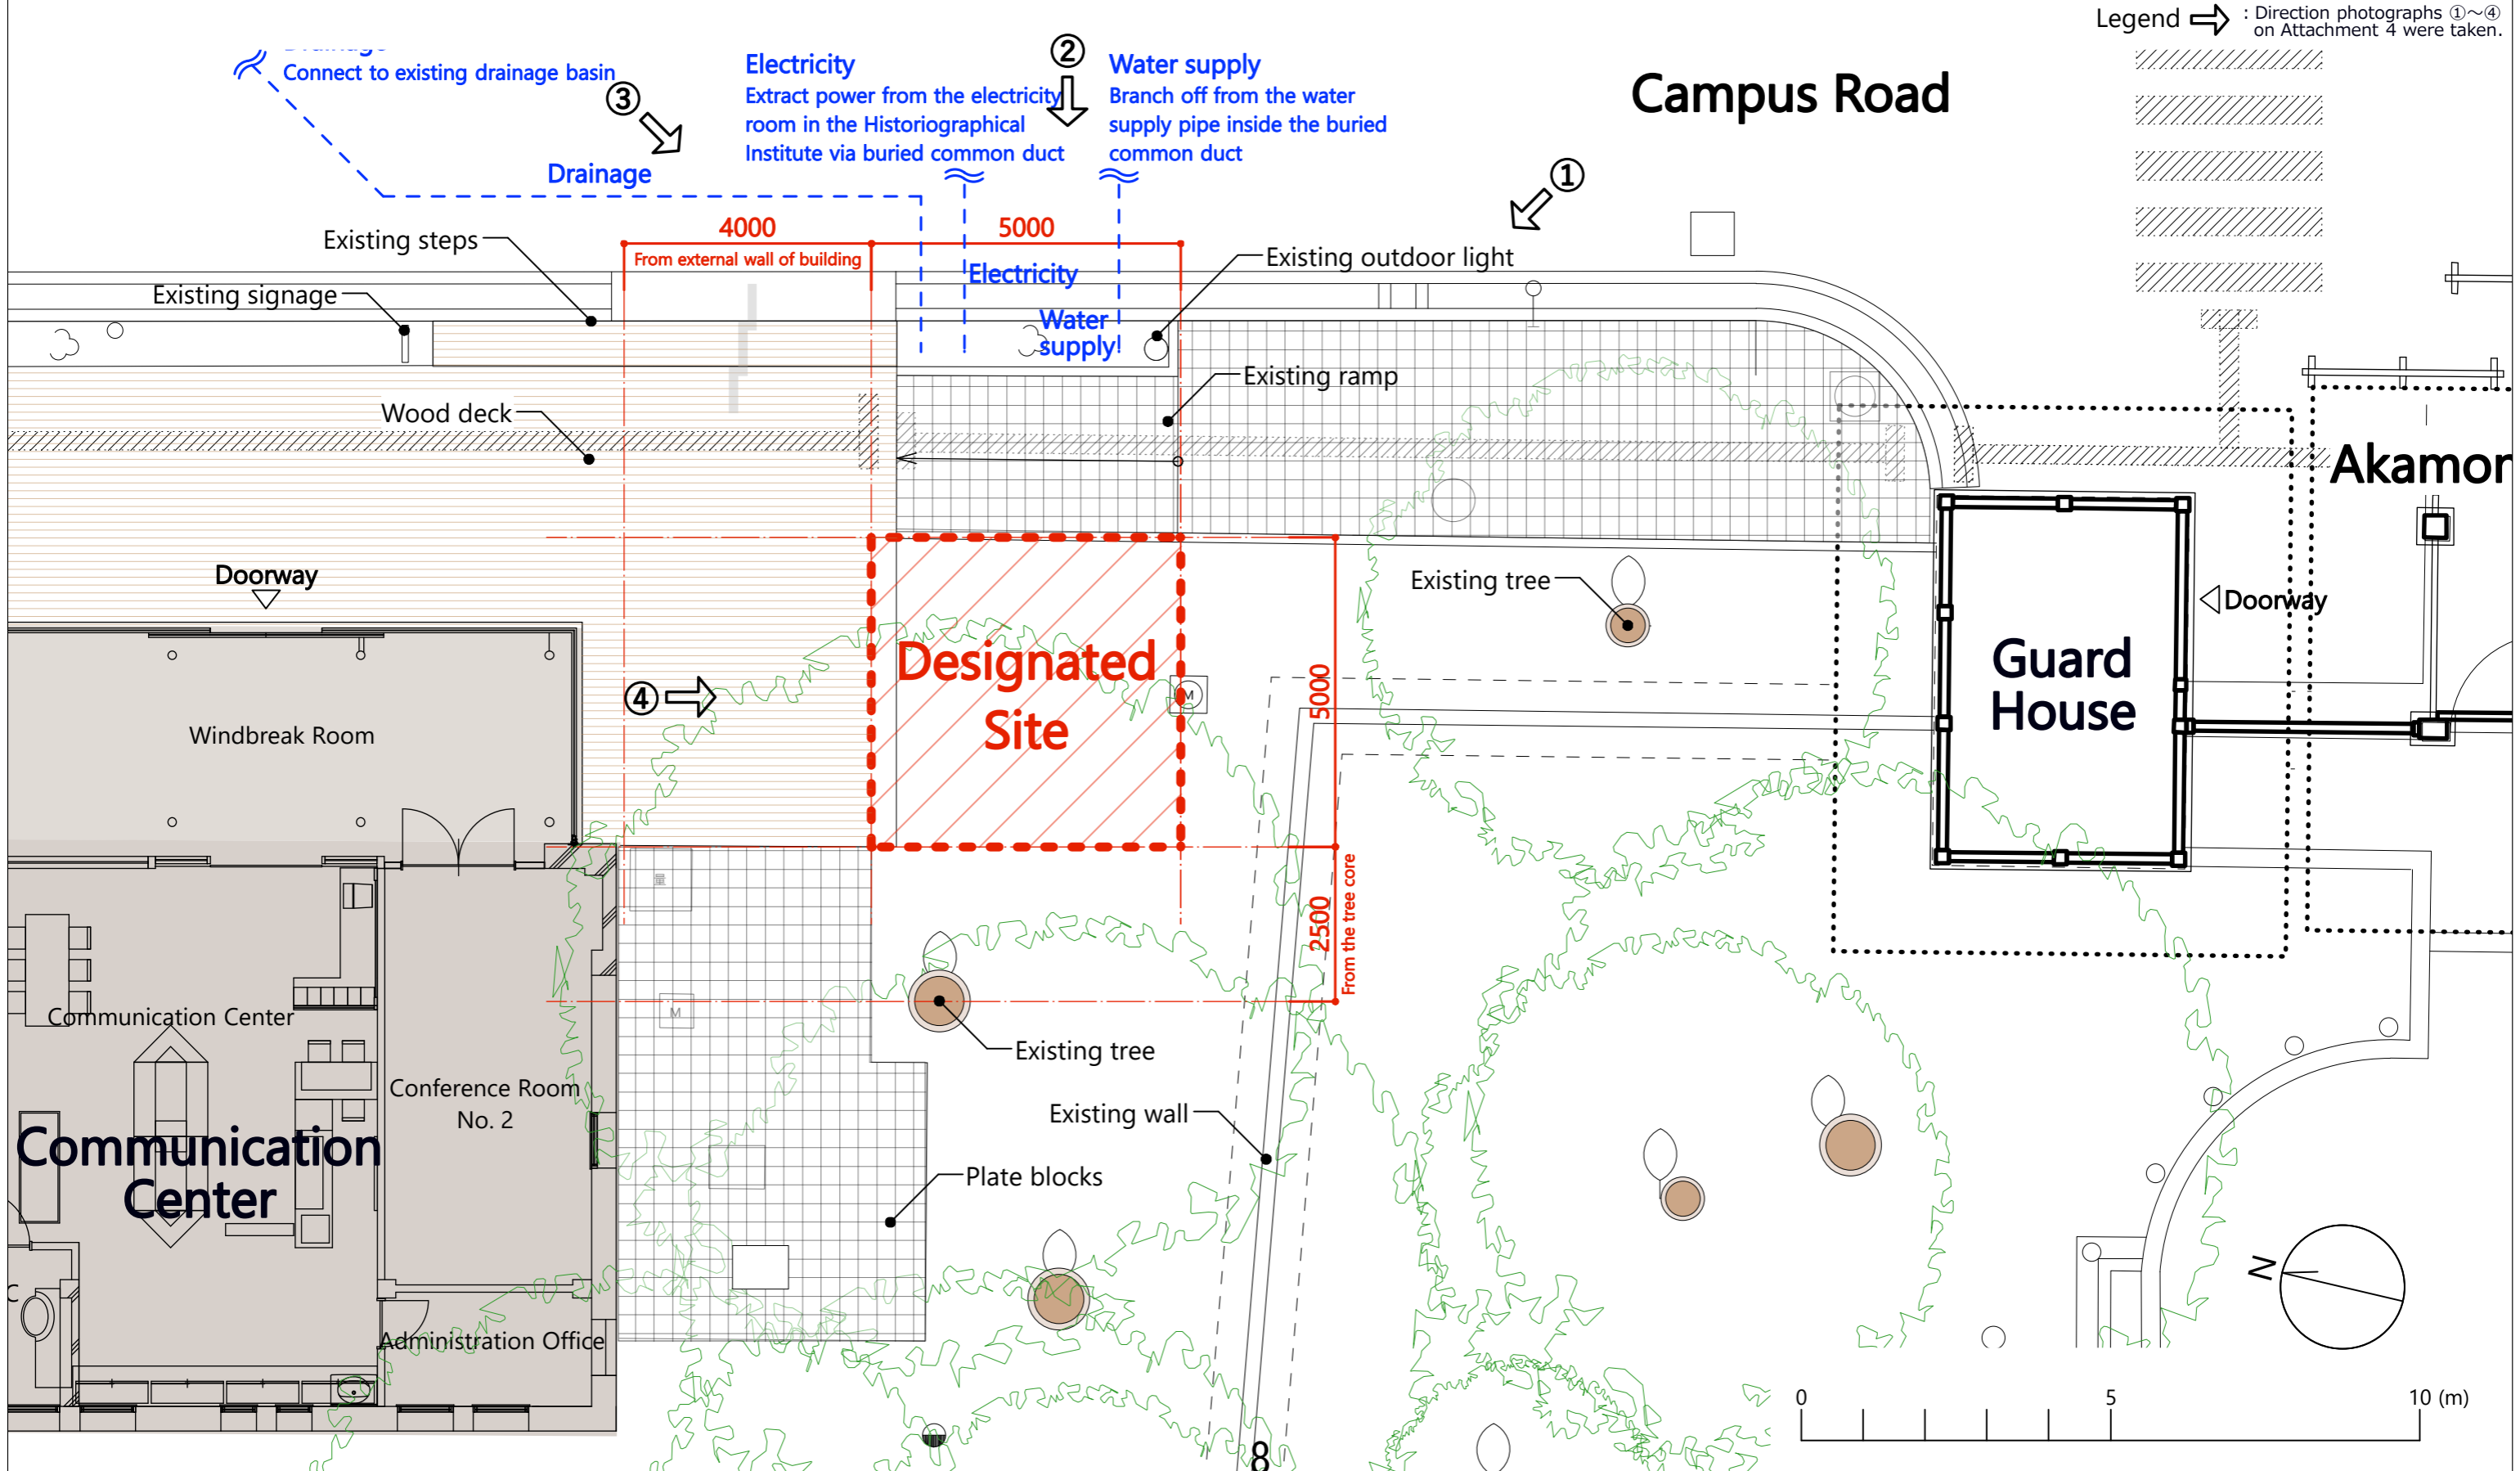 Legend
: Direction photographs ①~④
on Attachment 4 were taken.
Connect to existing drainage basin
③
Electricity
Extract power from the electricity
room in the Historiographical
Institute via buried common duct
②
Water supply
Branch off from the water
supply pipe inside the buried
common duct
Campus Road
Drainage
①
4000
5000
From external wall of building
Existing steps
Existing outdoor light
Electricity
Existing signage
Water
supply
Existing ramp
Wood deck
Akamon
Doorway
Existing tree
Doorway
Designated
Site
Guard
House
④
M
5000
Windbreak Room
量
2500
From the tree core
M
Communication Center
Existing tree
Conference Room
No. 2
Existing wall
Communication
Center
Plate blocks
N
C
Administration Office
0
5
10 (m)
8